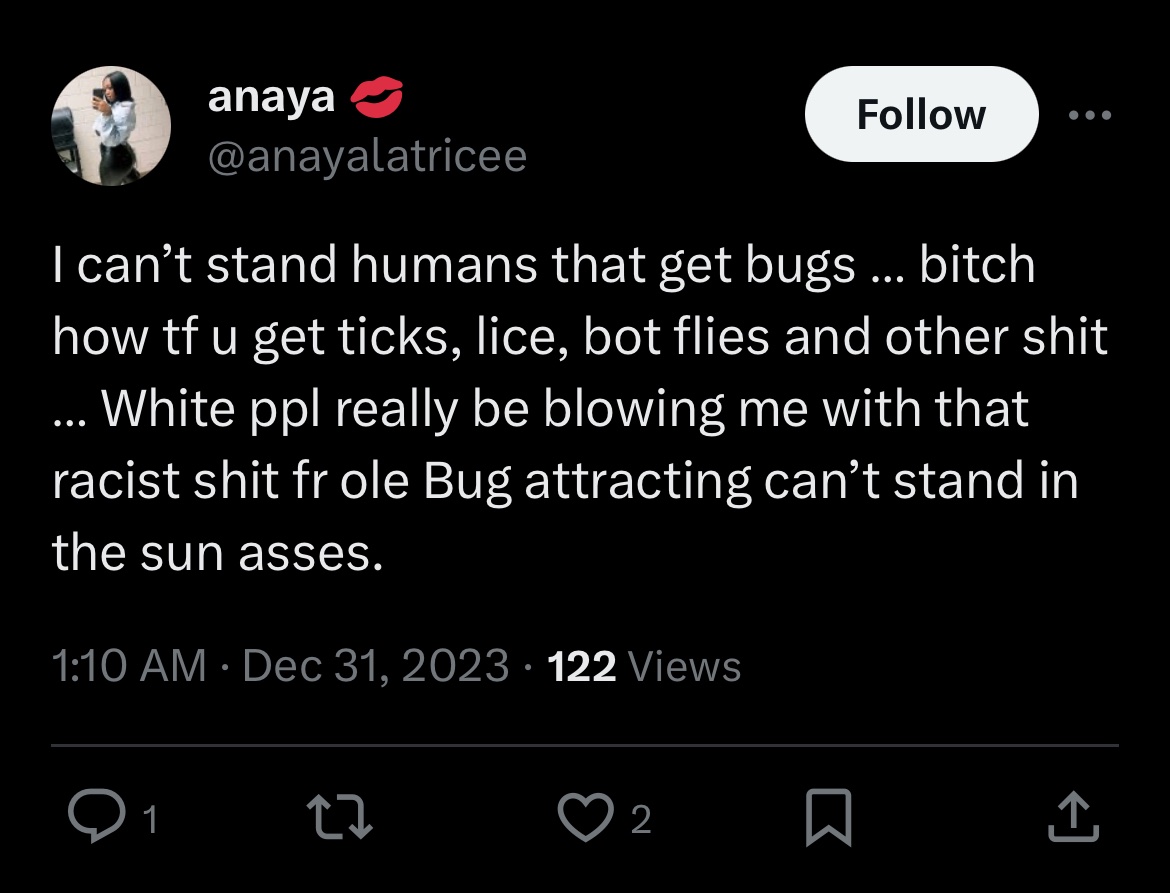 anaya 💋
@anayalatricee
Follow
I can’t stand humans that get bugs ... bitch
how tf u get ticks, lice, bot flies and other shit
... White ppl really be blowing me with that
racist shit fr ole Bug attracting can’t stand in
the sun asses.
1:10 AM · Dec 31, 2023 · 122 Views
1
2